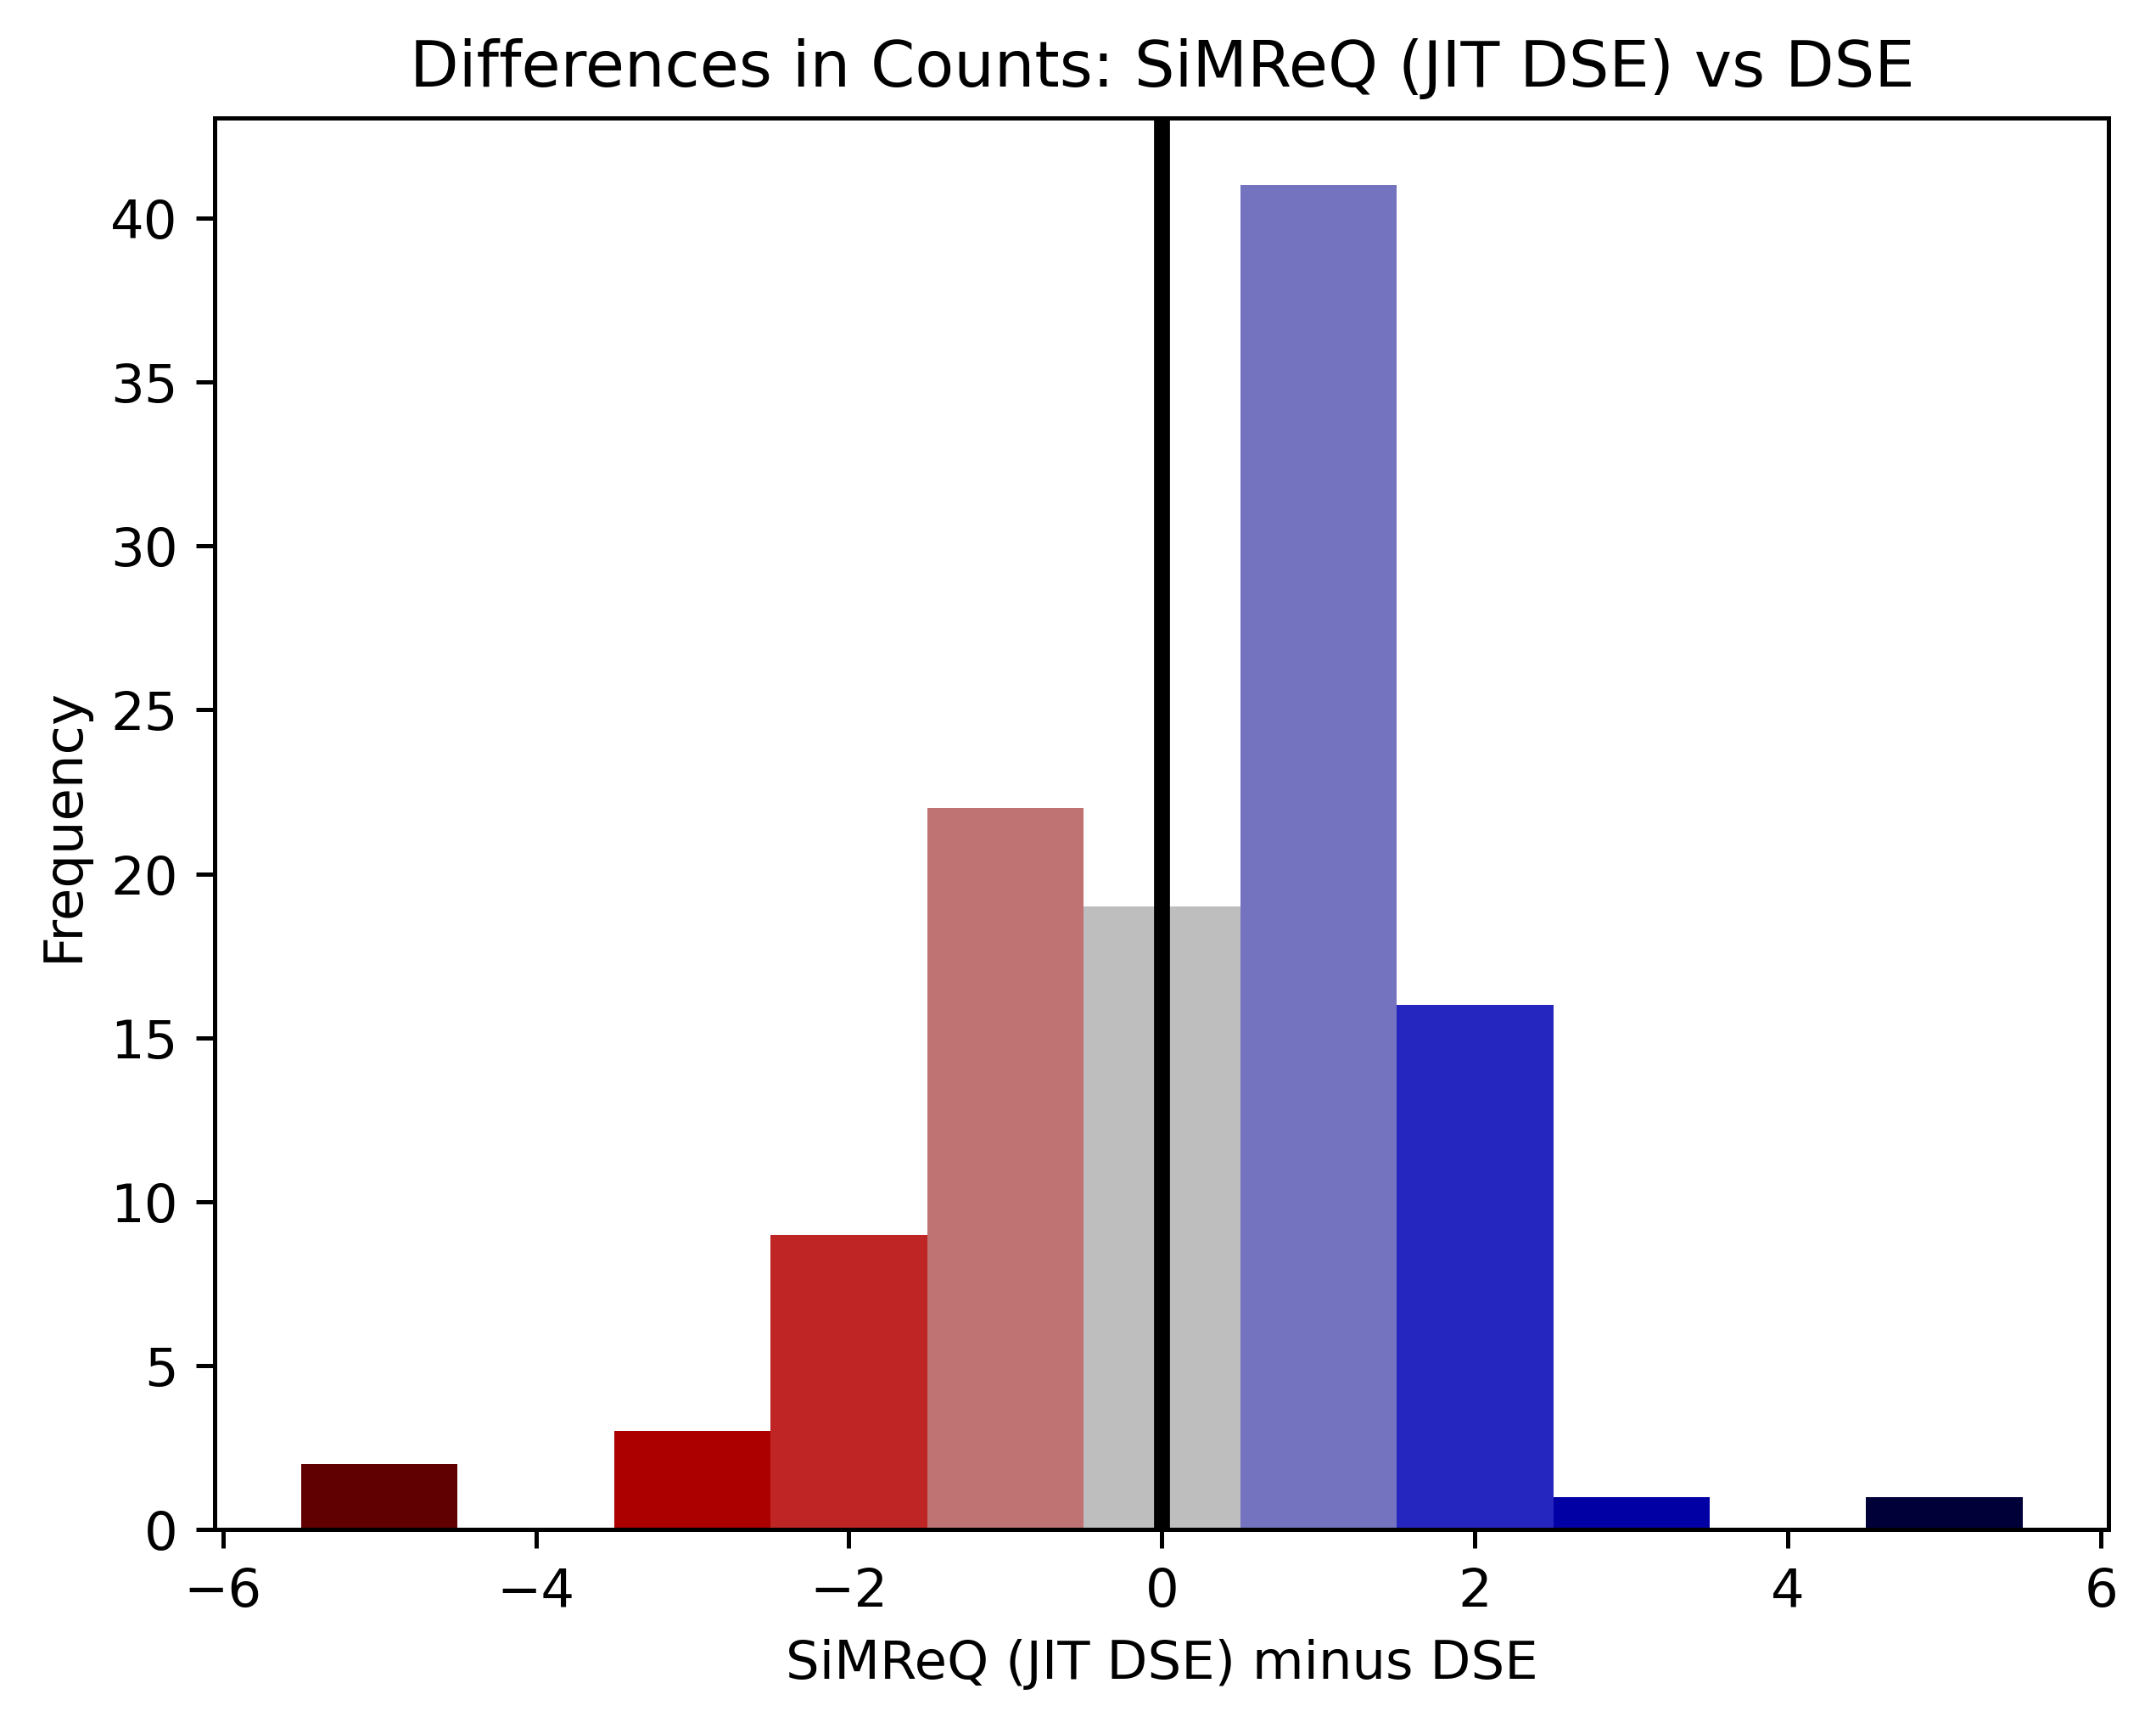 Differences in Counts: SiMReQ (JIT DSE) vs DSE
Frequency
40
35
30
25
20
15
10
5
0
−6 −4 −2 0 2 4 6
SiMReQ (JIT DSE) minus DSE